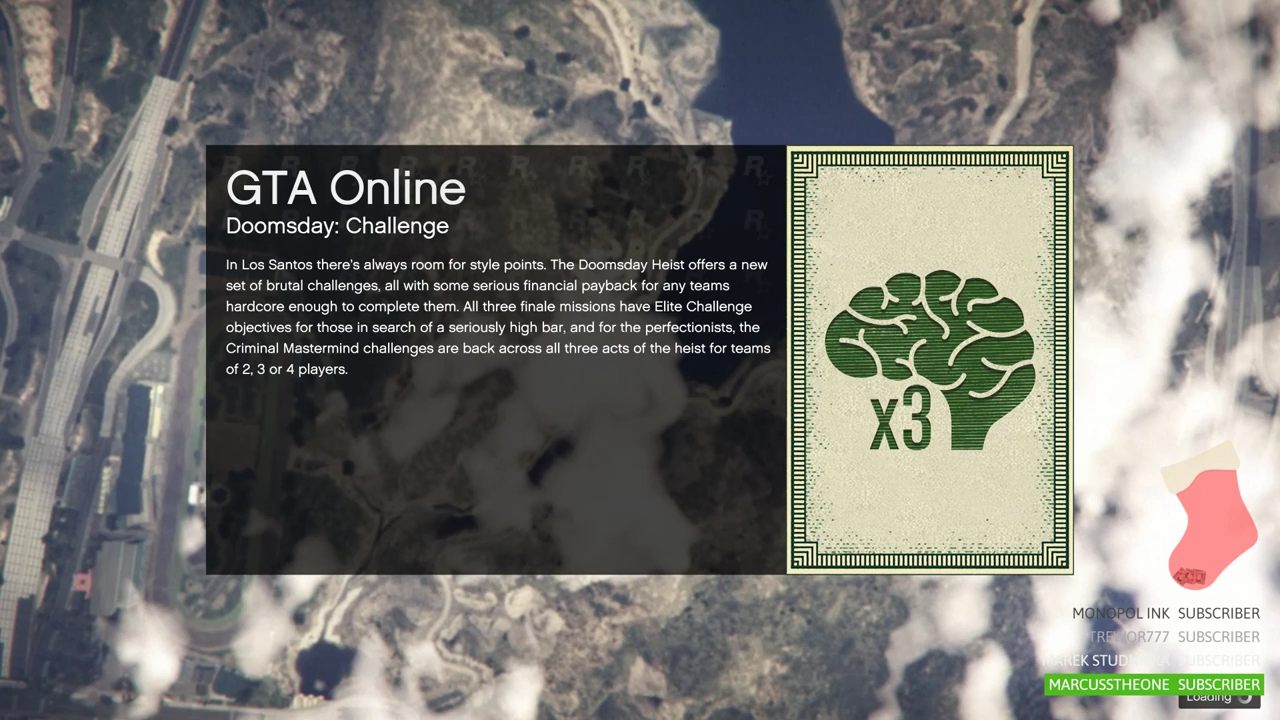 GTA Online
Doomsday: Challenge
In Los Santos there's always room for style points. The Doomsday Heist offers a new
set of brutal challenges, all with some serious financial payback for any teams
hardcore enough to complete them. All three finale missions have Elite Challenge
objectives for those in search of a seriously high bar, and for the perfectionists, the
Criminal Mastermind challenges are back across all three acts of the heist for teams
of 2, 3 or 4 players.
x3
MONOPOL INK SUBSCRIBER
SUBSCRIBER
MAREK SUBSCRIBER
MARCUSSTHEONE SUBSCRIBER
Loading